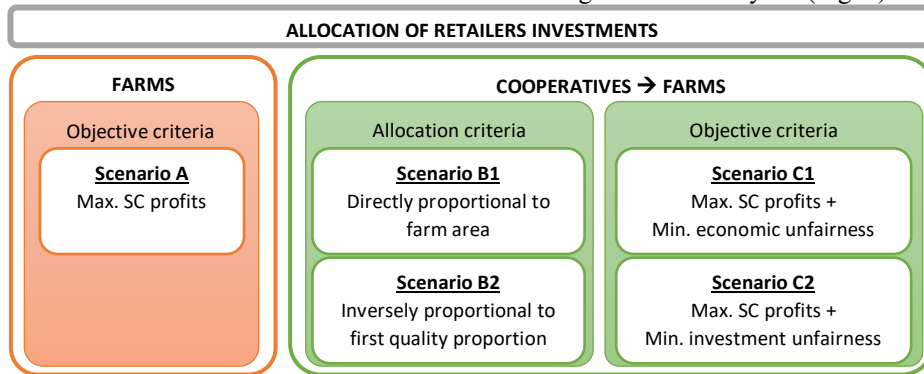 ALLOCATION OF RETAILERS INVESTMENTS
FARMS
Objective criteria
Scenario A
Max. SC profits
COOPERATIVES → FARMS
Allocation criteria
Scenario B1
Directly proportional to
farm area
Scenario B2
Inversely proportional to
first quality proportion
Objective criteria
Scenario C1
Max. SC profits +
Min. economic unfairness
Scenario C2
Max. SC profits +
Min. investment unfairness